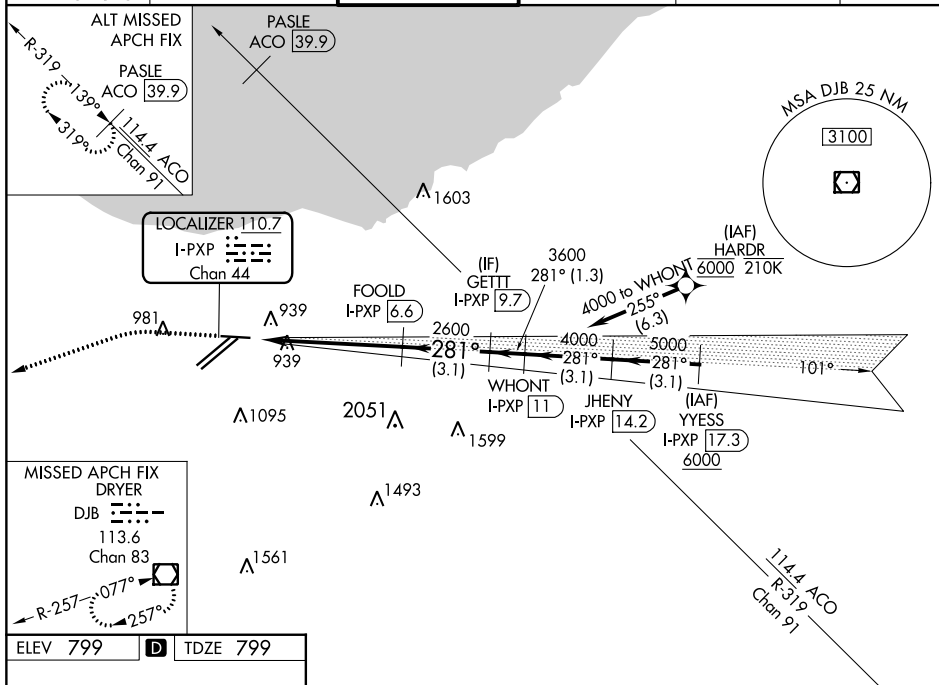 ALT MISSED
APCH FIX
PASLE
ACO 39.9
R-319
139°
319°
114.4 ACO
Chan 91
PASLE
ACO 39.9
MSA DJB 25 NM
3100
1603
LOCALIZER 110.7
I-PXP
Chan 44
(IAF)
HARDR
6000 210K
4000 to WHONT
255°
(6.3)
3600
281° (1.3)
(IF)
GETTT
I-PXP 9.7
FOOLD
I-PXP 6.6
981
939
939
2600
281°
(3.1)
4000
281°
(3.1)
5000
281°
(3.1)
101°
WHONT
I-PXP 11
JHENY
I-PXP 14.2
(IAF)
YYESS
I-PXP 17.3
6000
1095
2051
1599
1493
1561
MISSED APCH FIX
DRYER
DJB
113.6
Chan 83
R-257
077°
257°
114.4 ACO
R-319
Chan 91
ELEV 799 D TDZE 799